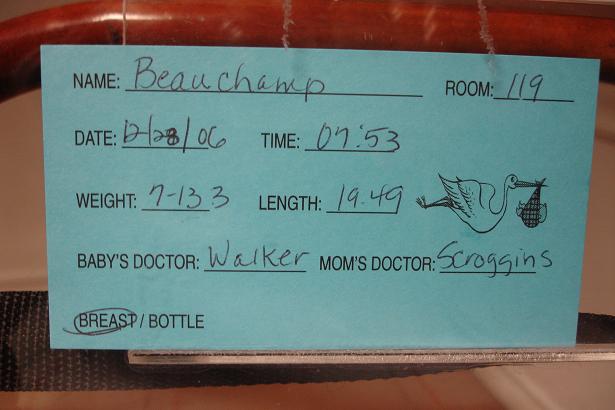 NAME: Beauchamp ROOM: 119
DATE: 12/28/06 TIME: 07:53
WEIGHT: 7-13 3 LENGTH: 19.49
BABY'S DOCTOR: Walker MOM'S DOCTOR: Scroggins
BREAST / BOTTLE